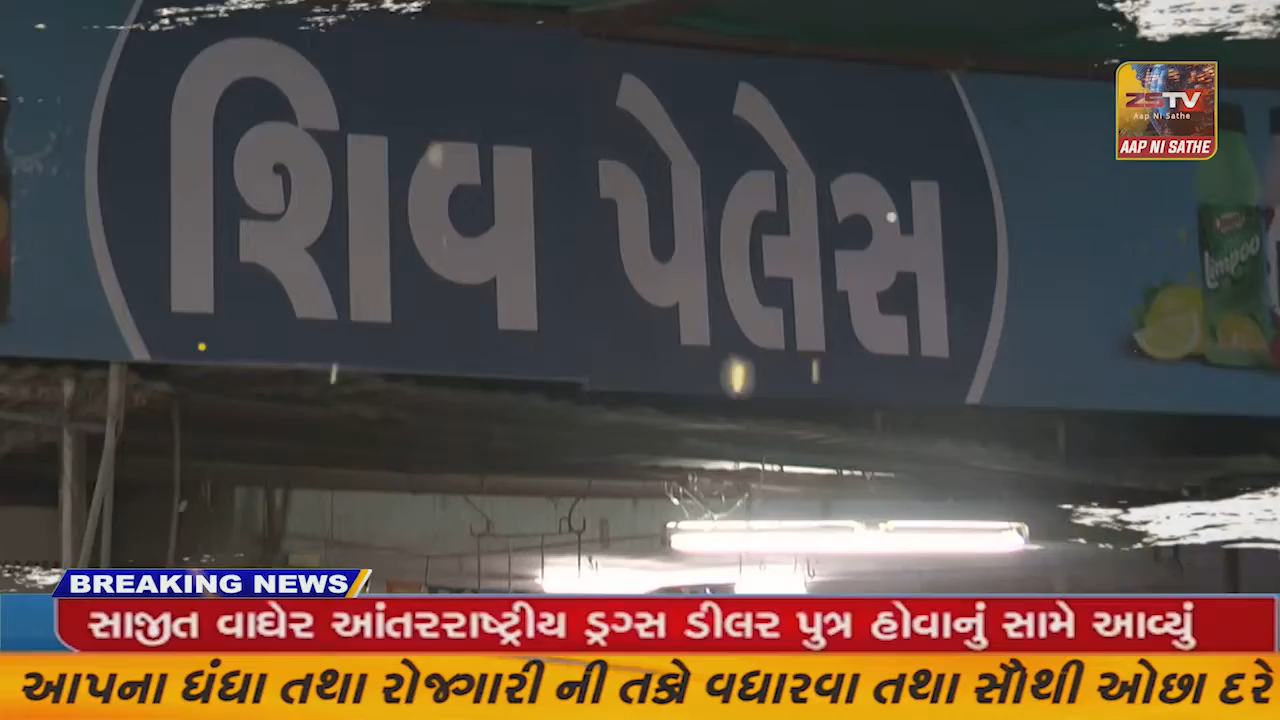 શિવ પેલેસ
ZSTV
Aap Ni Sathe
AAP NI SATHE
Limpoo
BREAKING NEWS
સાજીત વાઘેર આંતરરાષ્ટ્રીય ડ્રગ્સ ડીલર પુત્ર હોવાનું સામે આવ્યું
આપના ધંધા તથા રોજગારી ની તકો વધારવા તથા સૌથી ઓછા દરે